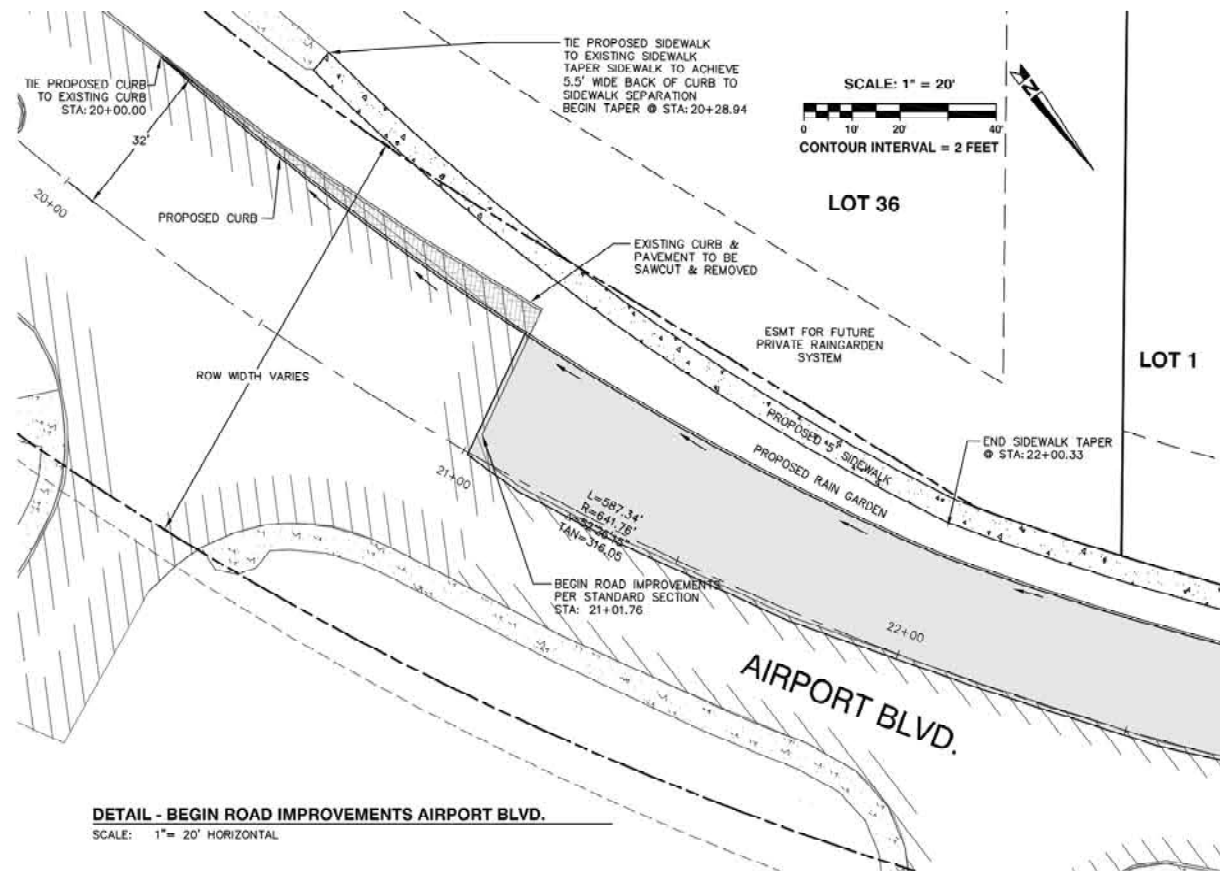 TIE PROPOSED SIDEWALK
TO EXISTING SIDEWALK
TAPER SIDEWALK TO ACHIEVE
5.5' WIDE BACK OF CURB TO
SIDEWALK SEPARATION
BEGIN TAPER @ STA: 20+28.94
TIE PROPOSED CURB
TO EXISTING CURB
STA: 20+00.00
SCALE: 1" = 20'
0 10' 20' 40'
CONTOUR INTERVAL = 2 FEET
N
32'
20+00
PROPOSED CURB
LOT 36
EXISTING CURB &
PAVEMENT TO BE
SAWCUT & REMOVED
ESMT FOR FUTURE
PRIVATE RAINGARDEN
SYSTEM
LOT 1
ROW WIDTH VARIES
PROPOSED 5' SIDEWALK
PROPOSED RAIN GARDEN
END SIDEWALK TAPER
@ STA: 22+00.33
21+00
L=587.34'
R=641.76'
TAN=316.05
BEGIN ROAD IMPROVEMENTS
PER STANDARD SECTION
STA: 21+01.76
22+00
AIRPORT BLVD.
DETAIL - BEGIN ROAD IMPROVEMENTS AIRPORT BLVD.
SCALE: 1"= 20' HORIZONTAL